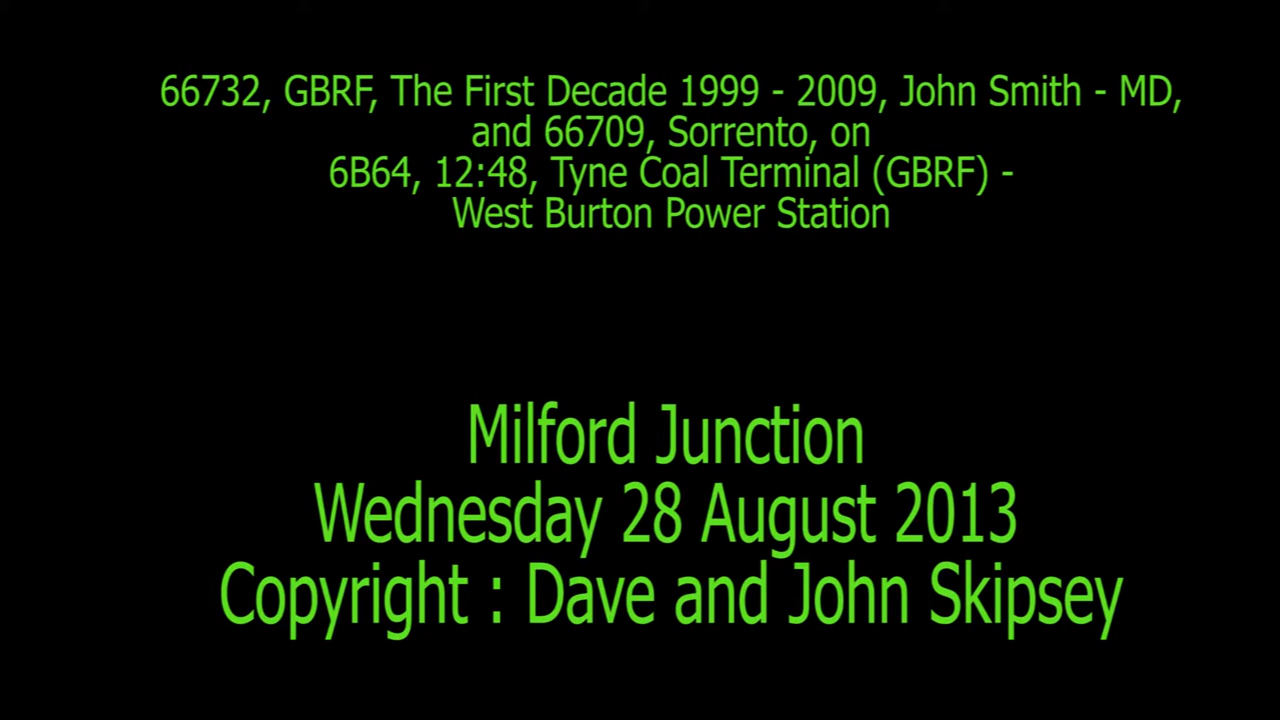 66732, GBRF, The First Decade 1999 - 2009, John Smith - MD,
and 66709, Sorrento, on
6B64, 12:48, Tyne Coal Terminal (GBRF) -
West Burton Power Station
Milford Junction
Wednesday 28 August 2013
Copyright : Dave and John Skipsey